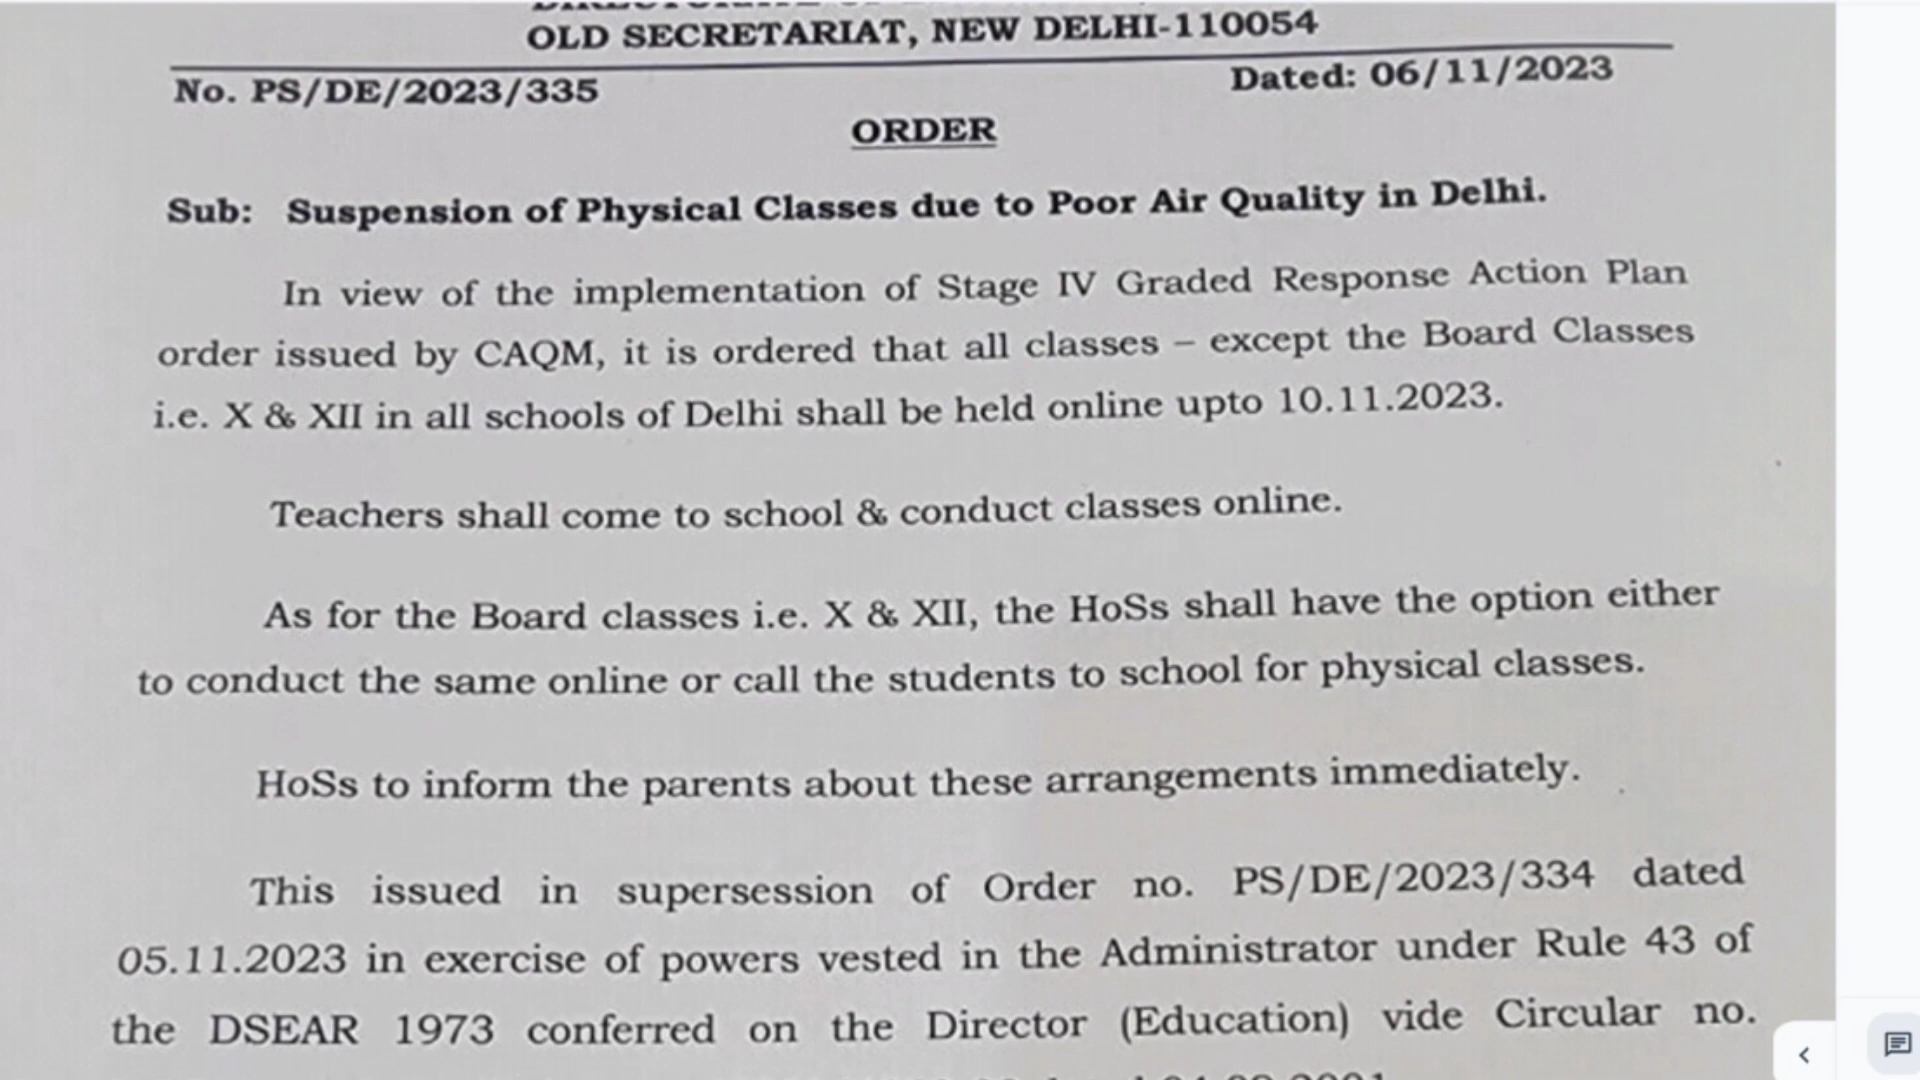 OLD SECRETARIAT, NEW DELHI-110054
No. PS/DE/2023/335 Dated: 06/11/2023
ORDER
Sub: Suspension of Physical Classes due to Poor Air Quality in Delhi.
In view of the implementation of Stage IV Graded Response Action Plan
order issued by CAQM, it is ordered that all classes – except the Board Classes
i.e. X & XII in all schools of Delhi shall be held online upto 10.11.2023.
Teachers shall come to school & conduct classes online.
As for the Board classes i.e. X & XII, the HoSs shall have the option either
to conduct the same online or call the students to school for physical classes.
HoSs to inform the parents about these arrangements immediately.
This issued in supersession of Order no. PS/DE/2023/334 dated
05.11.2023 in exercise of powers vested in the Administrator under Rule 43 of
the DSEAR 1973 conferred on the Director (Education) vide Circular no.